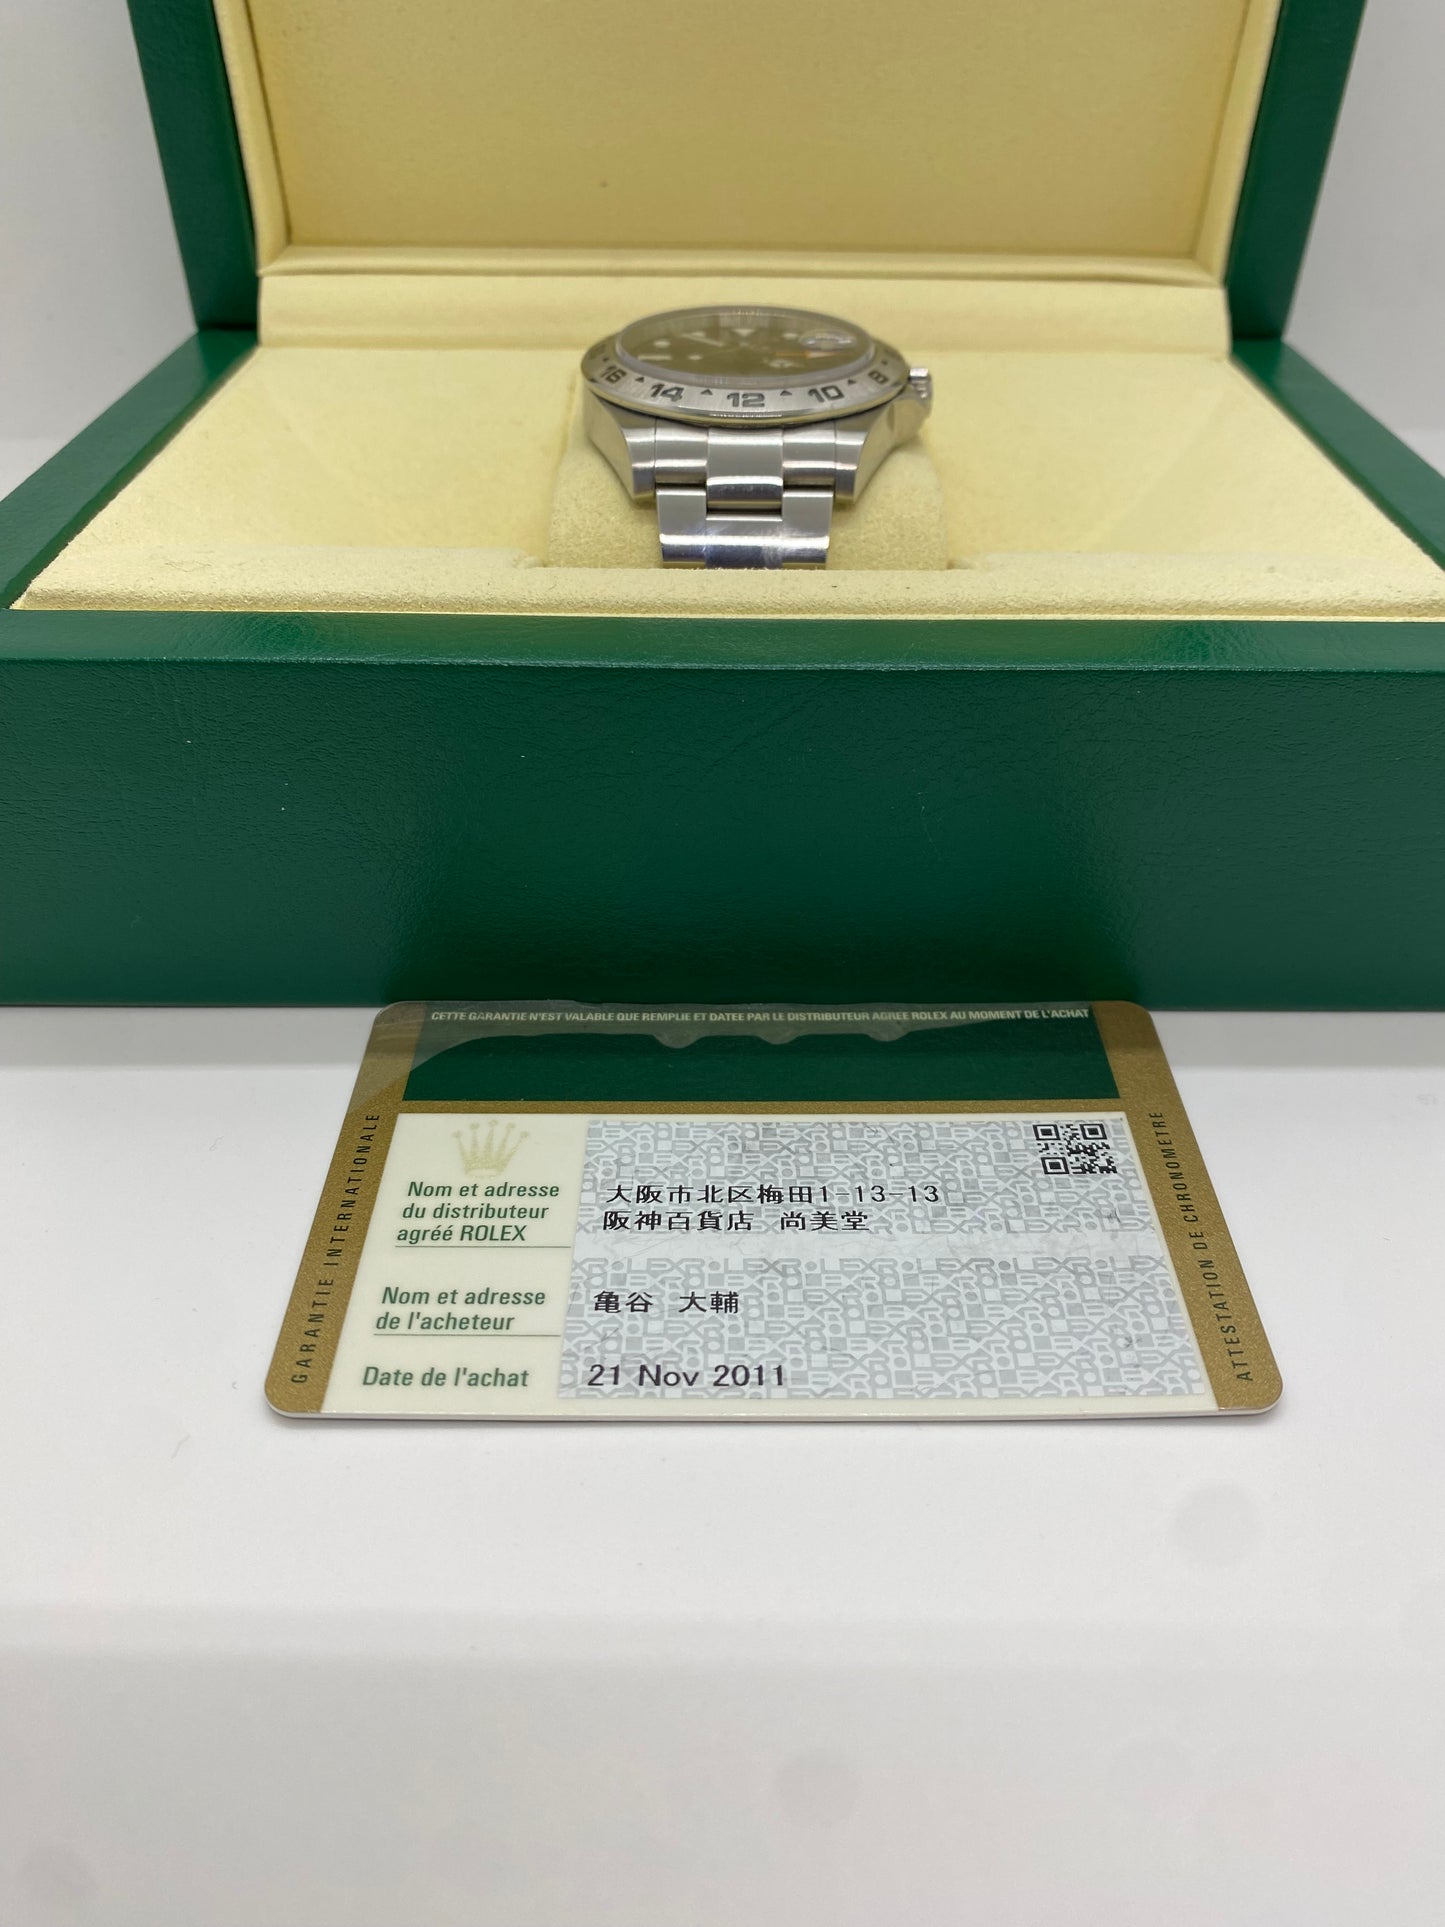 16 14 12 10 8
CETTE GARANTIE N'EST VALABLE QUE REMPLIE ET DATEE PAR LE DISTRIBUTEUR AGREE ROLEX AU MOMENT DE L'ACHAT
GARANTIE INTERNATIONALE
Nom et adresse
du distributeur
agréé ROLEX
大阪市北区梅田1-13-13
阪神百貨店 尚美堂
Nom et adresse
de l'acheteur
亀谷 大輔
Date de l'achat
21 Nov 2011
ATTESTATION DE CHRONOMETRE